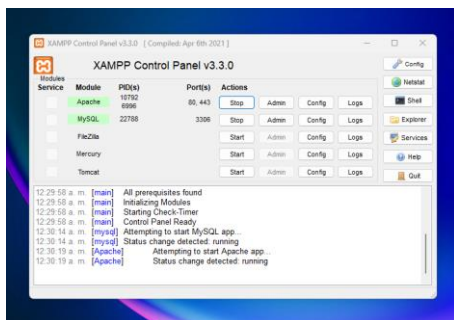 XAMPP Control Panel v3.3.0 [ Compiled: Apr 6th 2021 ]
XAMPP Control Panel v3.3.0
Config
Modules
Service Module PID(s) Port(s) Actions
Netstat
Apache 10792 6996 80, 443 Stop Admin Config Logs
Shell
MySQL 22788 3306 Stop Admin Config Logs
Explorer
FileZilla Start Admin Config Logs
Services
Mercury Start Admin Config Logs
Help
Tomcat Start Admin Config Logs
Quit
12:29:58 a. m. [main] All prerequisites found
12:29:58 a. m. [main] Initializing Modules
12:29:58 a. m. [main] Starting Check-Timer
12:29:58 a. m. [main] Control Panel Ready
12:30:14 a. m. [mysql] Attempting to start MySQL app...
12:30:14 a. m. [mysql] Status change detected: running
12:30:19 a. m. [Apache] Attempting to start Apache app...
12:30:19 a. m. [Apache] Status change detected: running